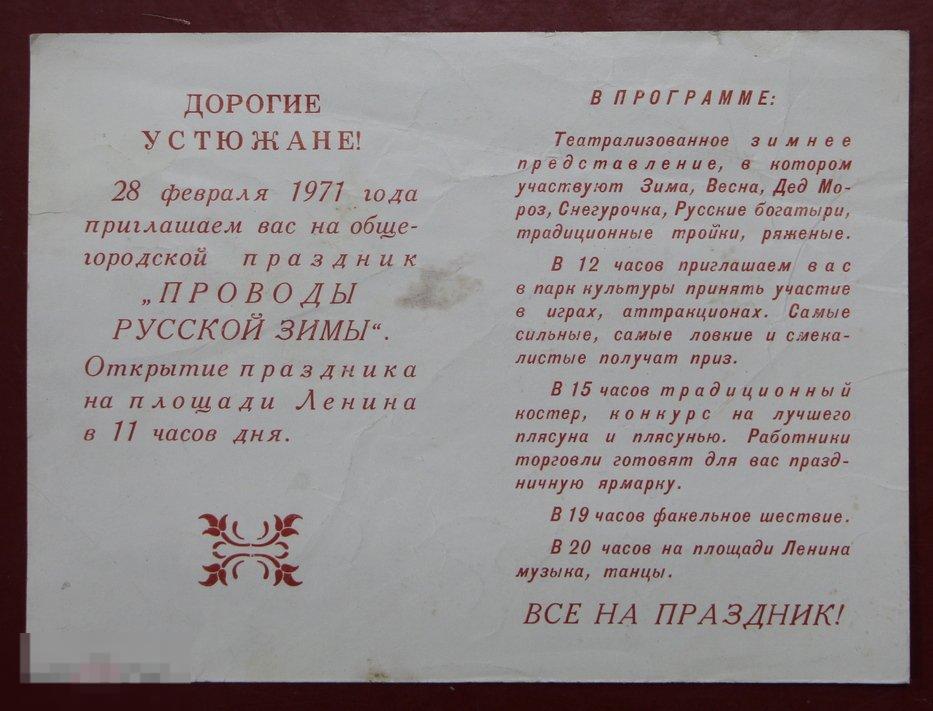 ДОРОГИЕ
УСТЮЖАНЕ!
28 февраля 1971 года
приглашаем вас на обще-
городской праздник
„ПРОВОДЫ
РУССКОЙ ЗИМЫ“.
Открытие праздника
на площади Ленина
в 11 часов дня.
В ПРОГРАММЕ:
Театрализованное зимнее
представление, в котором
участвуют Зима, Весна, Дед Мо-
роз, Снегурочка, Русские богатыри,
традиционные тройки, ряженые.
В 12 часов приглашаем вас
в парк культуры принять участие
в играх, аттракционах. Самые
сильные, самые ловкие и смека-
листые получат приз.
В 15 часов традиционный
костер, конкурс на лучшего
плясуна и плясунью. Работники
торговли готовят для вас празд-
ничную ярмарку.
В 19 часов факельное шествие.
В 20 часов на площади Ленина
музыка, танцы.
ВСЕ НА ПРАЗДНИК!